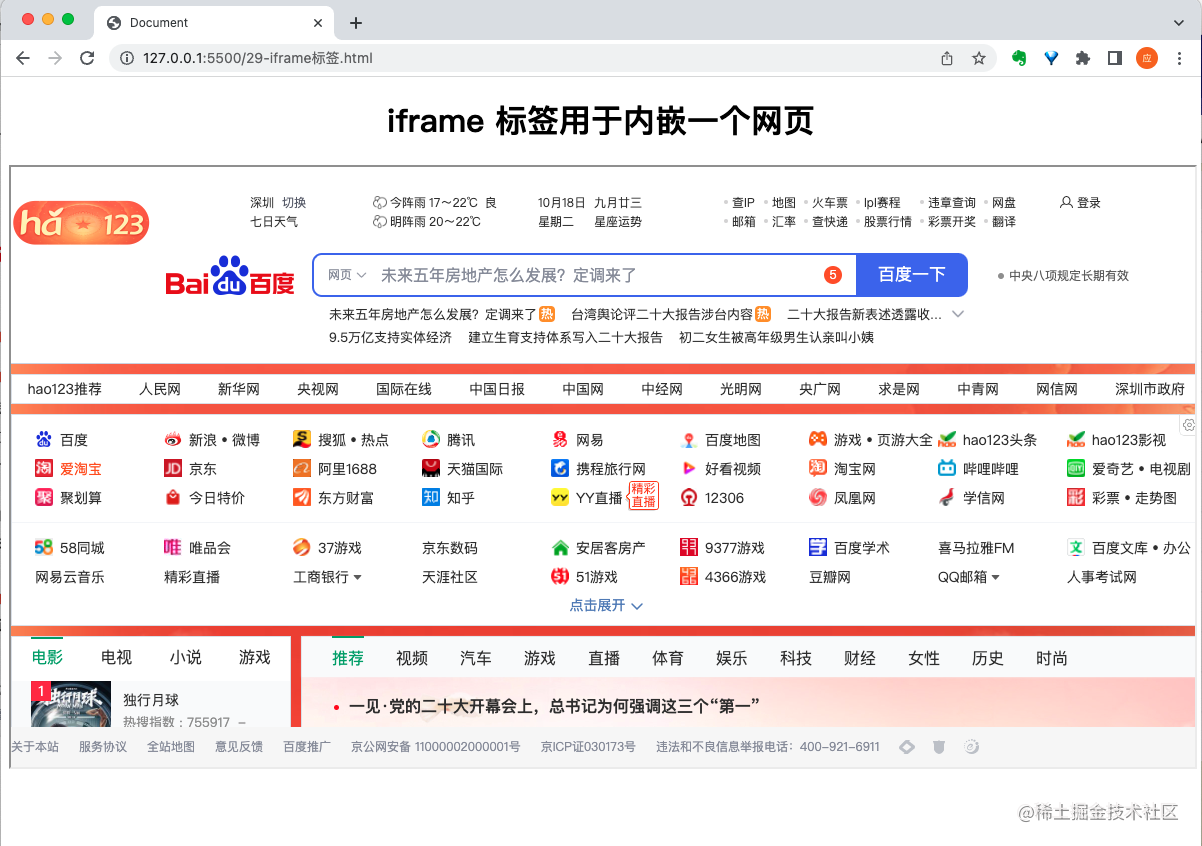 Document
127.0.0.1:5500/29-iframe标签.html
应
iframe 标签用于内嵌一个网页
hao123
深圳 切换 今阵雨 17～22℃ 良 10月18日 九月廿三 查IP 地图 火车票 lpl赛程 违章查询 网盘 登录
七日天气 明阵雨 20～22℃ 星期二 星座运势 邮箱 汇率 查快递 股票行情 彩票开奖 翻译
Bai du 百度 网页 未来五年房地产怎么发展？定调来了 5 百度一下 中央八项规定长期有效
未来五年房地产怎么发展？定调来了 热 台湾舆论评二十大报告涉台内容 热 二十大报告新表述透露收...
9.5万亿支持实体经济 建立生育支持体系写入二十大报告 初二女生被高年级男生认亲叫小姨
hao123推荐 人民网 新华网 央视网 国际在线 中国日报 中国网 中经网 光明网 央广网 求是网 中青网 网信网 深圳市政府
百度 新浪 • 微博 搜狐 • 热点 腾讯 网易 百度地图 游戏 • 页游大全 hao123头条 hao123影视
淘 爱淘宝 JD 京东 阿里1688 天猫国际 携程旅行网 好看视频 淘 淘宝网 哔哩哔哩 爱奇艺 • 电视剧
聚 聚划算 今日特价 东方财富 知 知乎 YY YY直播 精彩直播 12306 凤凰网 学信网 彩 彩票 • 走势图
58 58同城 唯 唯品会 37游戏 京东数码 安居客房产 9377游戏 百度学术 喜马拉雅FM 文 百度文库 • 办公
网易云音乐 精彩直播 工商银行 天涯社区 51 51游戏 4366游戏 豆瓣网 QQ邮箱 人事考试网
点击展开
电影 电视 小说 游戏 推荐 视频 汽车 游戏 直播 体育 娱乐 科技 财经 女性 历史 时尚
1 独行月球 独行月球
一见·党的二十大开幕会上，总书记为何强调这三个“第一”
热搜指数：755917 –
关于本站 服务协议 全站地图 意见反馈 百度推广 京公网安备 11000002000001号 京ICP证030173号 违法和不良信息举报电话：400-921-6911
@稀土掘金技术社区